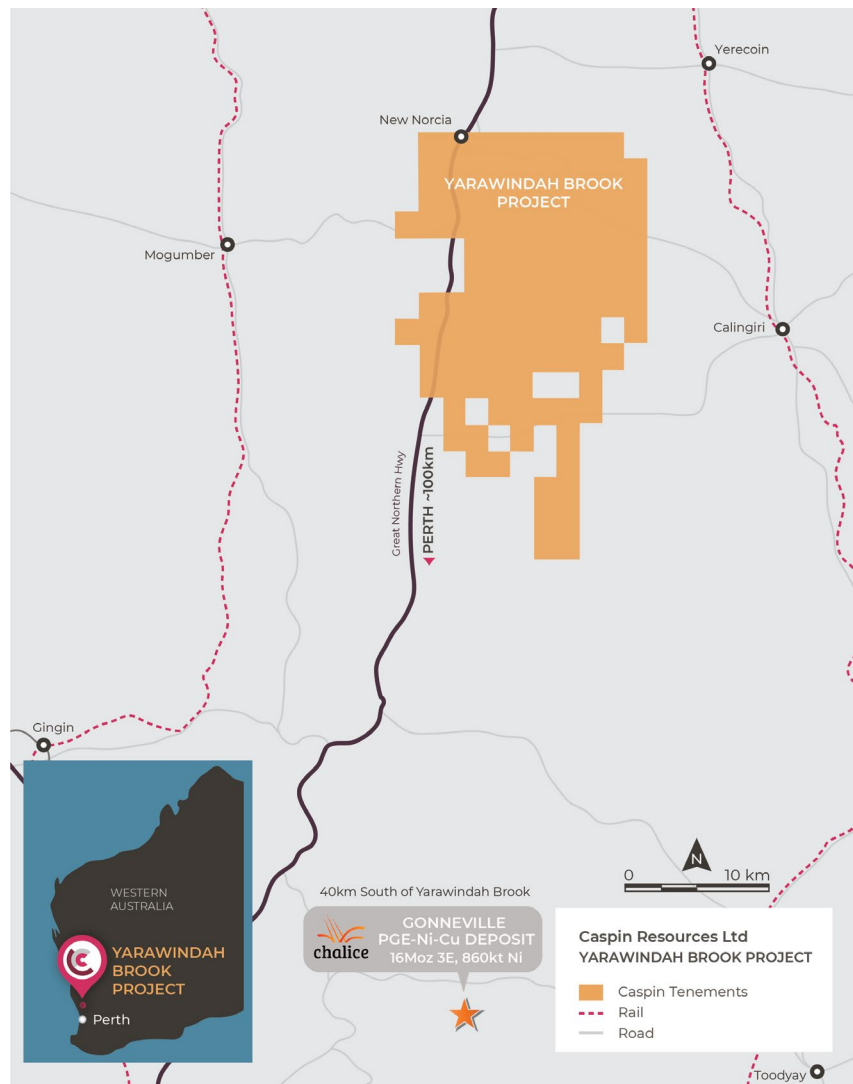 Yerecoin
New Norcia
YARAWINDAH BROOK
PROJECT
Mogumber
Calingiri
Great Northern Hwy
PERTH ~100km
Gingin
WESTERN
AUSTRALIA
YARAWINDAH
BROOK
PROJECT
Perth
40km South of Yarawindah Brook
chalice
GONNEVILLE
PGE-Ni-Cu DEPOSIT
16Moz 3E, 860kt Ni
N
0 10 km
Caspin Resources Ltd
YARAWINDAH BROOK PROJECT
Caspin Tenements
Rail
Road
Toodyay